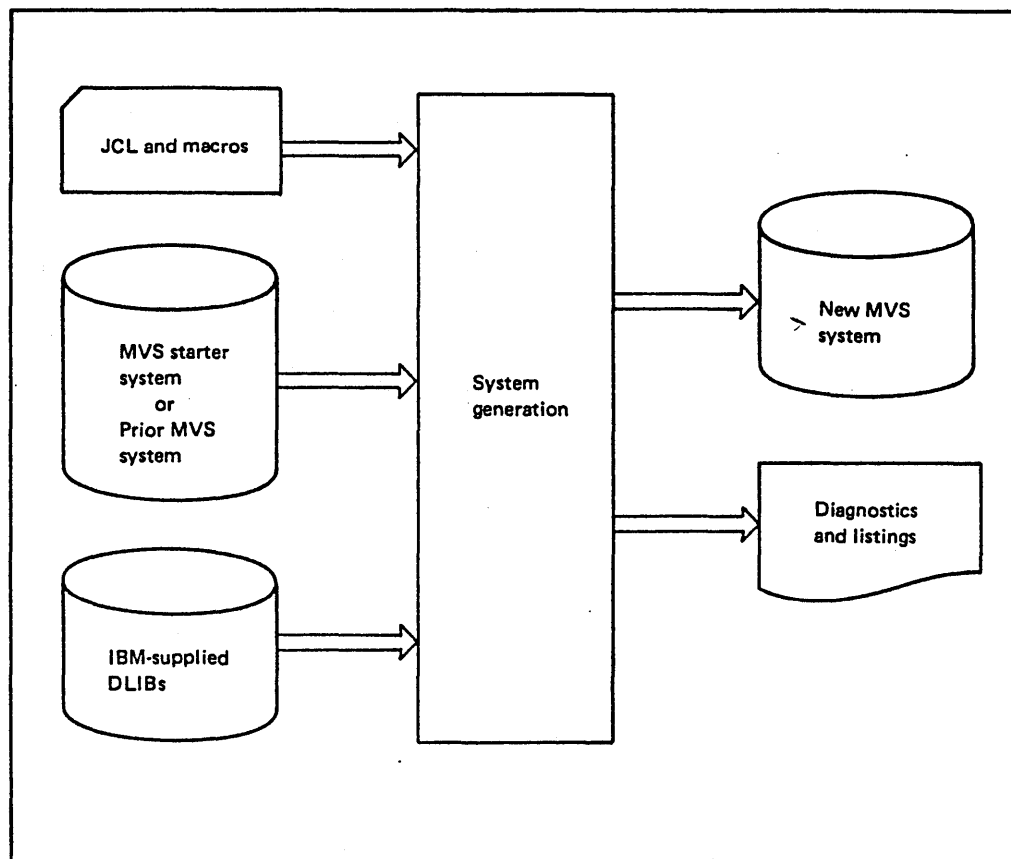 JCL and macros
MVS starter
system
or
Prior MVS
system
IBM-supplied
DLIBs
System
generation
New MVS
system
Diagnostics
and listings